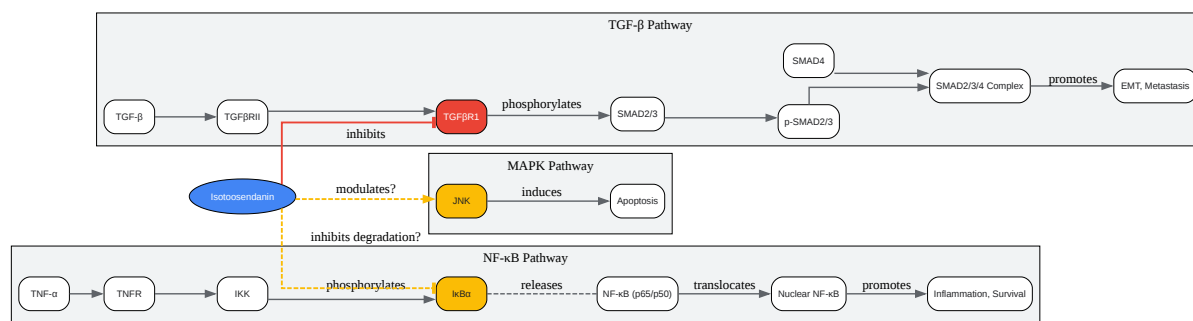 TGF-β Pathway
SMAD4
SMAD2/3/4 Complex
promotes
EMT, Metastasis
TGF-β
TGFβRII
TGFβR1
phosphorylates
SMAD2/3
p-SMAD2/3
inhibits
MAPK Pathway
Isotoosendanin
modulates?
JNK
induces
Apoptosis
inhibits degradation?
NF-κB Pathway
TNF-α
TNFR
IKK
phosphorylates
IκBα
releases
NF-κB (p65/p50)
translocates
Nuclear NF-κB
promotes
Inflammation, Survival